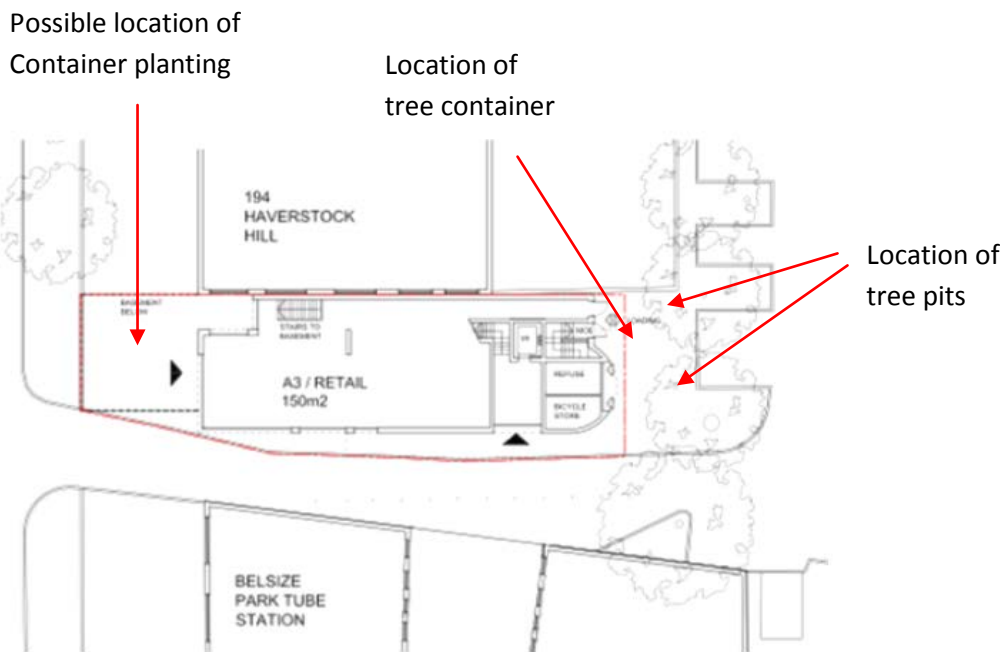 Possible location of
Container planting
Location of
tree container
194
HAVERSTOCK
HILL
Location of
tree pits
BASEMENT
BELOW
STAIRS TO
BASEMENT
A3 / RETAIL
150m2
REFUSE
BICYCLE
STORE
BELSIZE
PARK TUBE
STATION